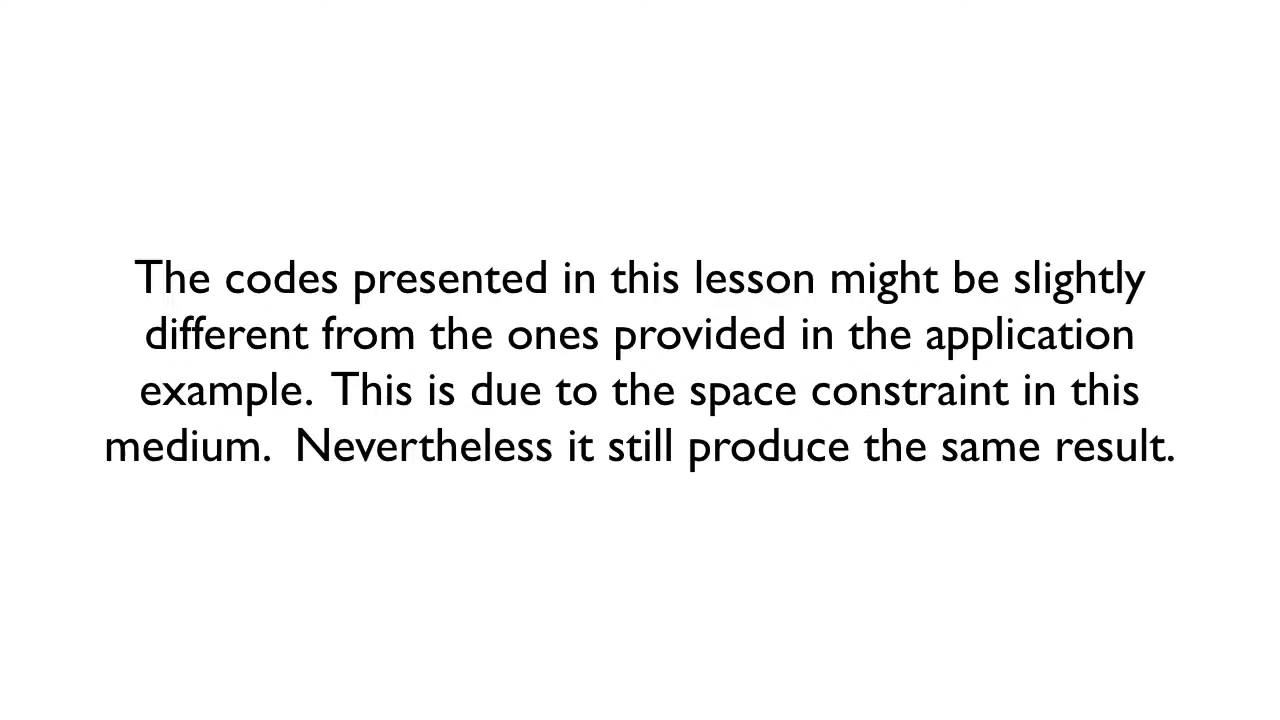 The codes presented in this lesson might be slightly
different from the ones provided in the application
example. This is due to the space constraint in this
medium. Nevertheless it still produce the same result.